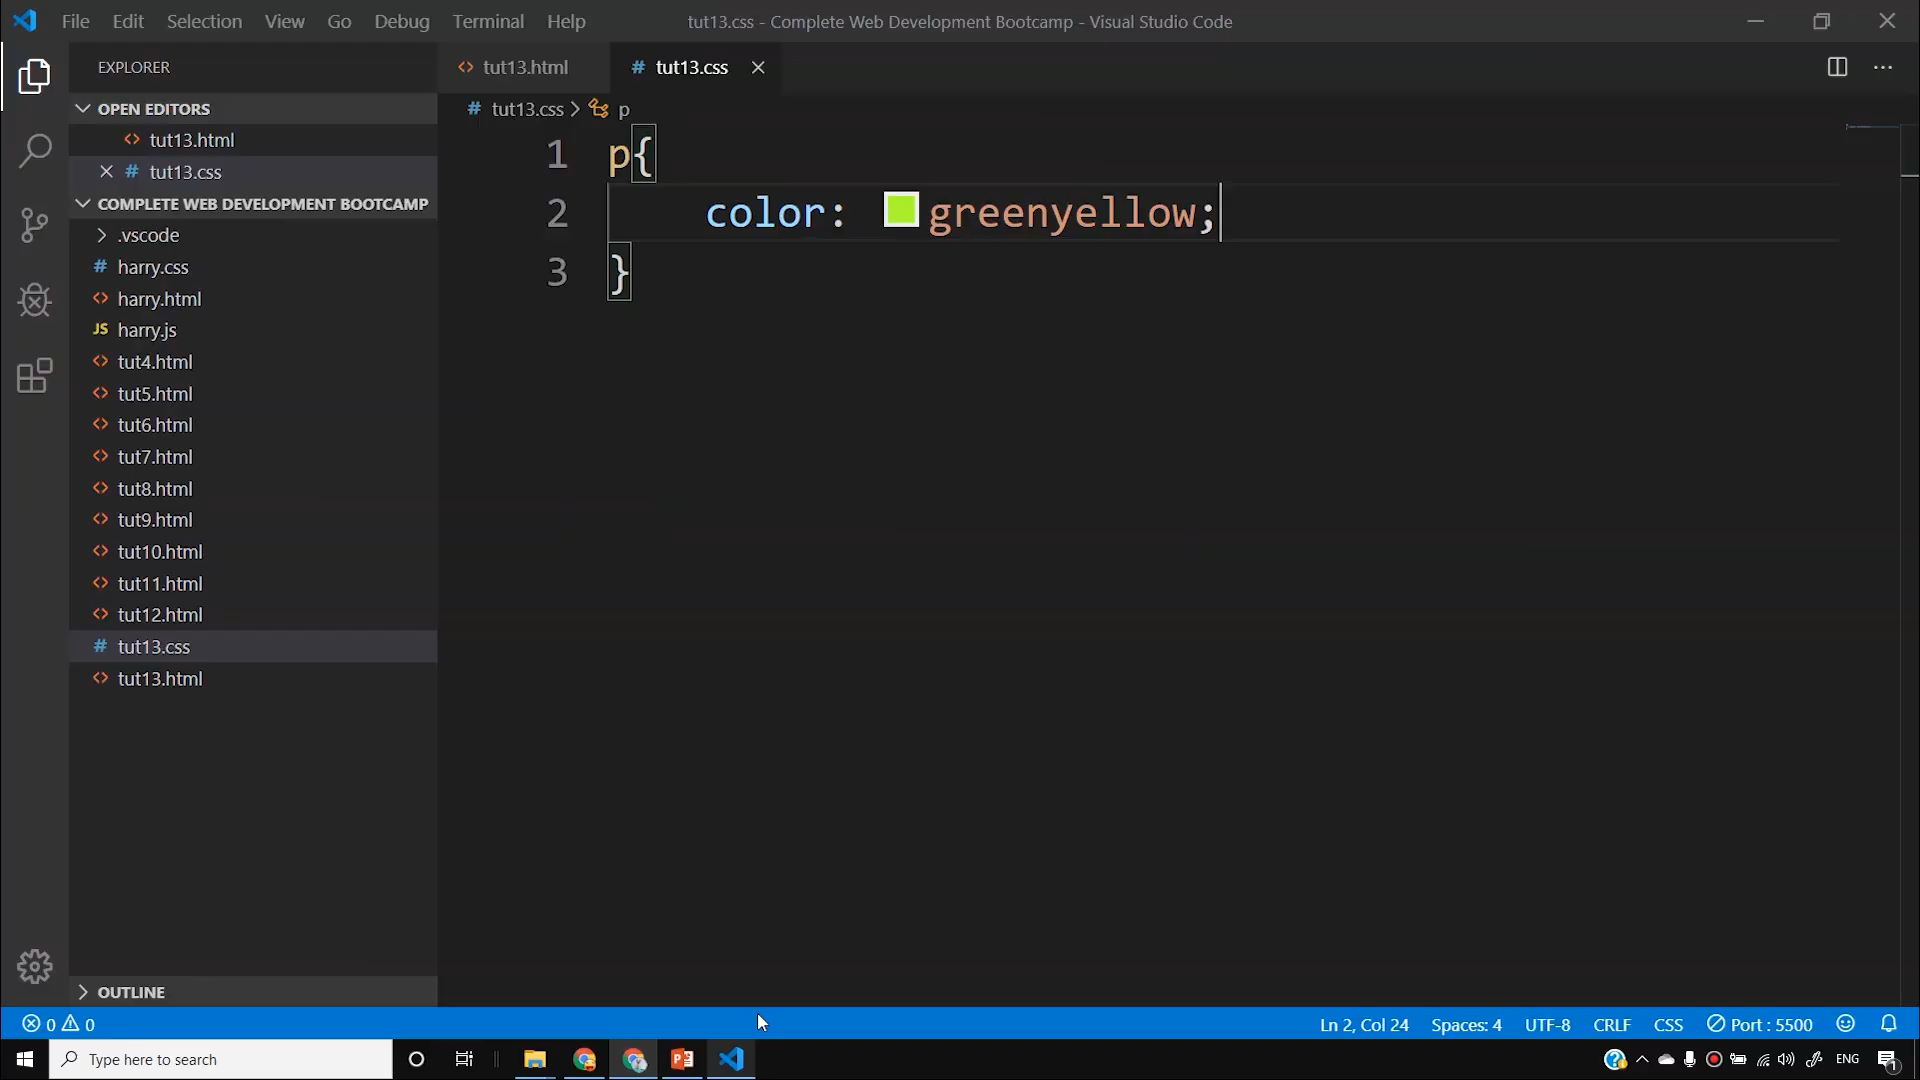 File Edit Selection View Go Debug Terminal Help
tut13.css - Complete Web Development Bootcamp - Visual Studio Code
EXPLORER
OPEN EDITORS
tut13.html
tut13.css
COMPLETE WEB DEVELOPMENT BOOTCAMP
.vscode
# harry.css
harry.html
JS harry.js
tut4.html
tut5.html
tut6.html
tut7.html
tut8.html
tut9.html
tut10.html
tut11.html
tut12.html
# tut13.css
tut13.html
OUTLINE
<> tut13.html # tut13.css
# tut13.css > p
1 p{
2 color: greenyellow;
3 }
0 0
Ln 2, Col 24 Spaces: 4 UTF-8 CRLF CSS Port : 5500
Type here to search
ENG
1